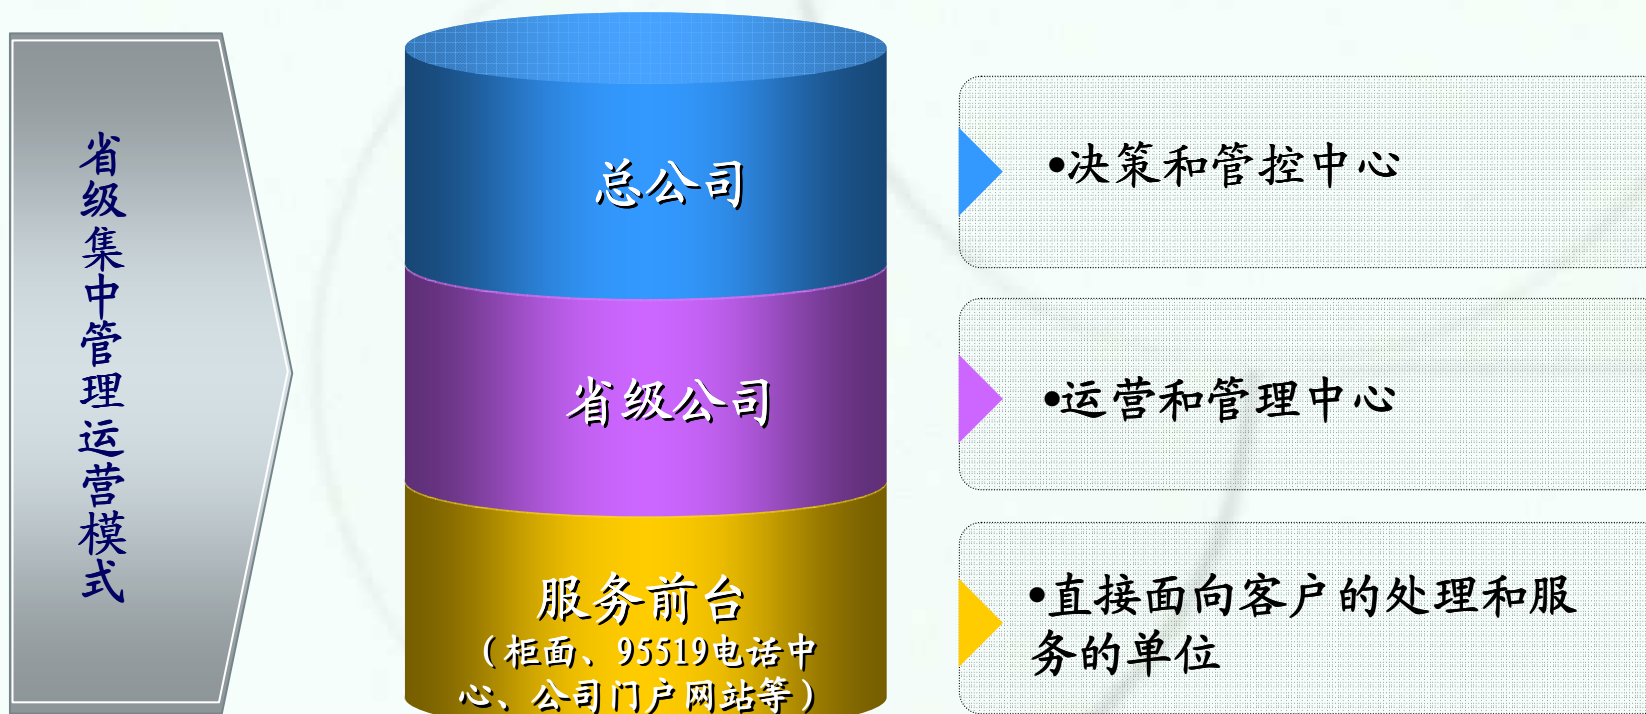 省级集中管理运营模式
总公司
•决策和管控中心
省级公司
•运营和管理中心
服务前台
（柜面、95519电话中
心、公司门户网站等）
•直接面向客户的处理和服
务的单位